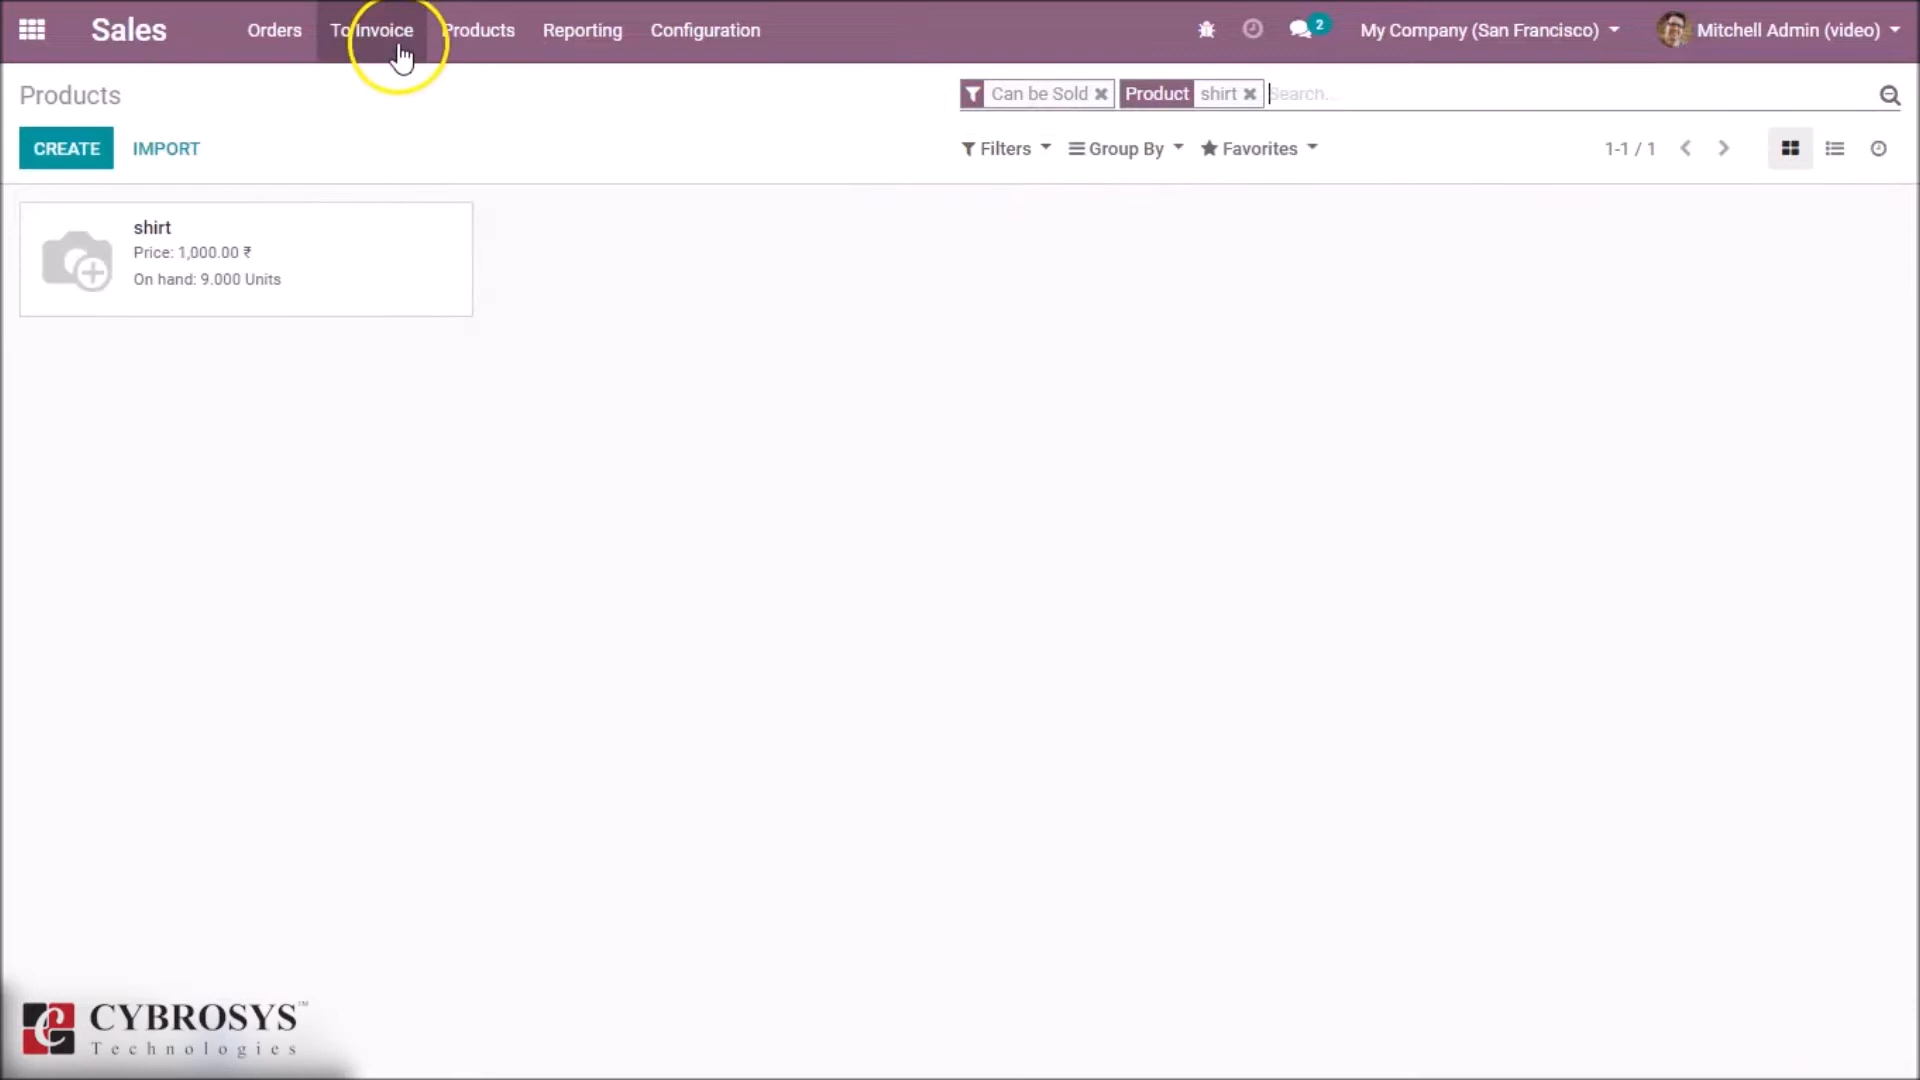 Sales Orders To Invoice Products Reporting Configuration 2 My Company (San Francisco) Mitchell Admin (video)
Products
Can be Sold Product shirt Search...
CREATE IMPORT
Filters Group By Favorites 1-1 / 1
shirt
Price: 1,000.00 ₹
On hand: 9.000 Units
CYBROSYS™
Technologies